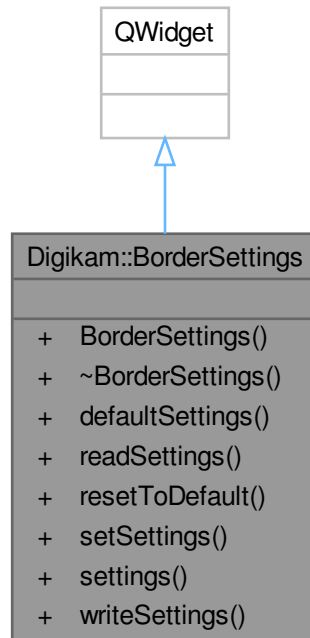 QWidget
Digikam::BorderSettings
+ BorderSettings()
+ ~BorderSettings()
+ defaultSettings()
+ readSettings()
+ resetToDefault()
+ setSettings()
+ settings()
+ writeSettings()